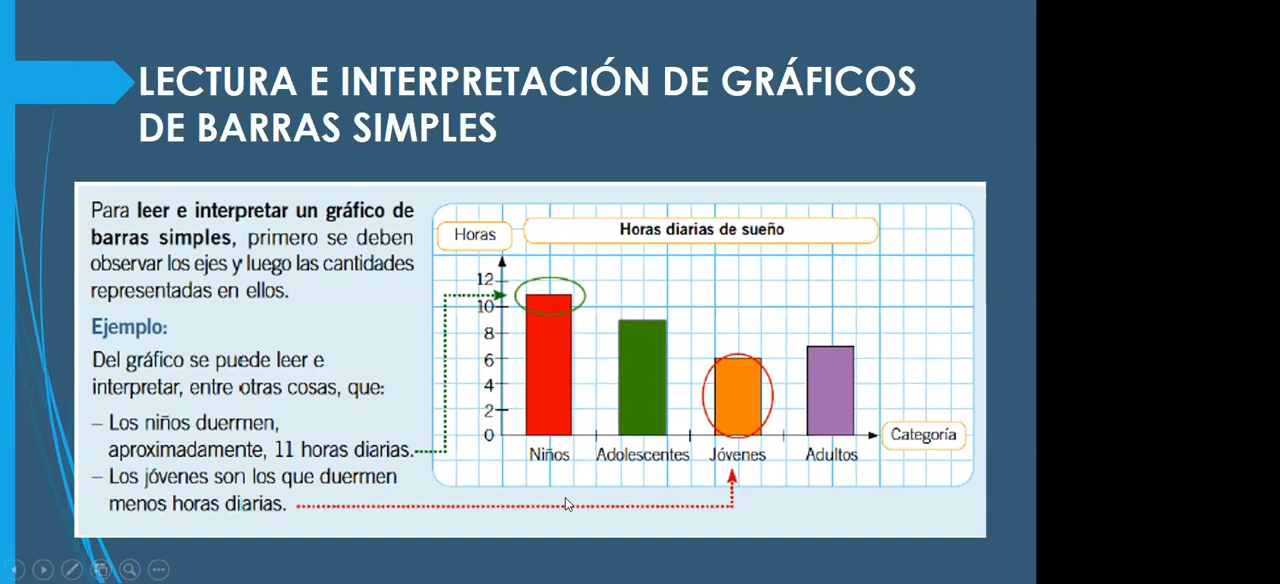 LECTURA E INTERPRETACIÓN DE GRÁFICOS
DE BARRAS SIMPLES
Para leer e interpretar un gráfico de
barras simples, primero se deben
observar los ejes y luego las cantidades
representadas en ellos.
Ejemplo:
Del gráfico se puede leer e
interpretar, entre otras cosas, que:
– Los niños duermen,
aproximadamente, 11 horas diarias.
– Los jóvenes son los que duermen
menos horas diarias.
Horas diarias de sueño
Horas
12
10
8
6
4
2
0
Niños Adolescentes Jóvenes Adultos
Categoría